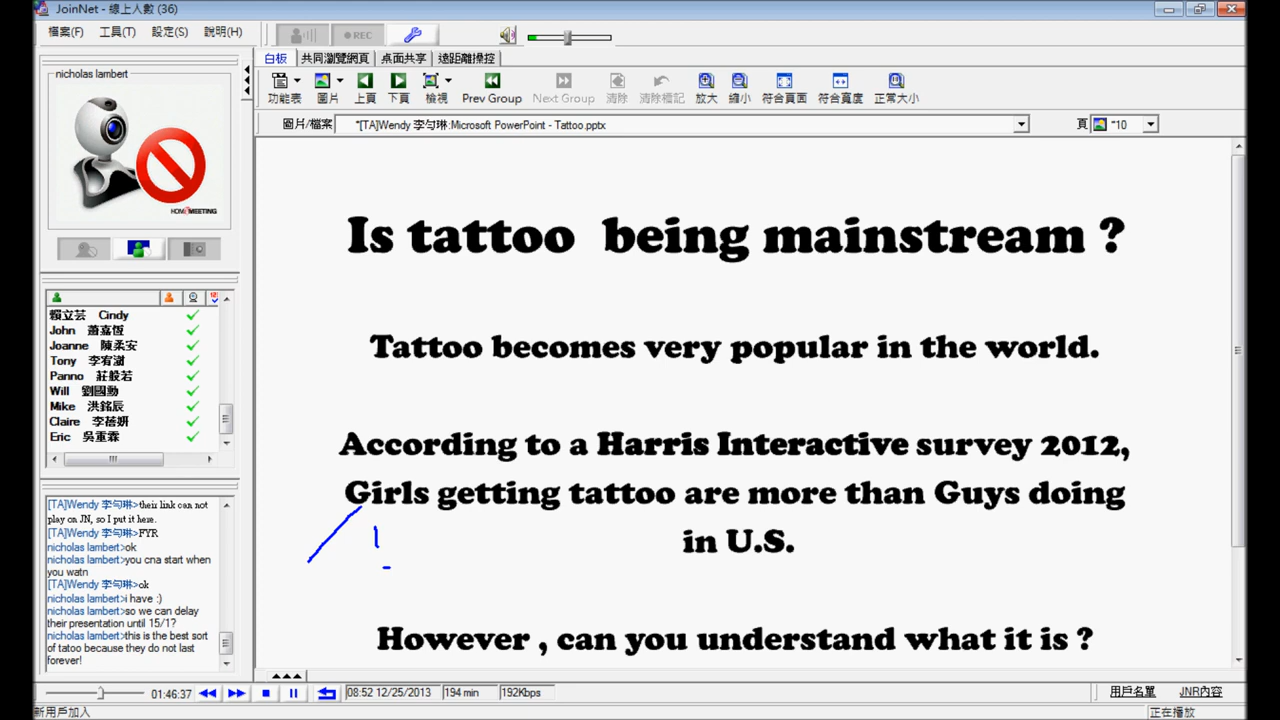 JoinNet - 線上人數 (36)
檔案(F) 工具(T) 設定(S) 說明(H)
REC
nicholas lambert
白板 共同瀏覽網頁 桌面共享 遠距離操控
功能表 圖片 上頁 下頁 檢視 Prev Group Next Group 清除 清除標記 放大 縮小 符合頁面 符合寬度 正常大小
圖片/檔案 *[TA]Wendy 李勻琳:Microsoft PowerPoint - Tattoo.pptx 頁 *10
HOMEMEETING
賴立芸 Cindy
John 蕭嘉恆
Joanne 陳柔安
Tony 李宥澍
Panno 莊般若
Will 劉國勳
Mike 洪銘辰
Claire 李蓓妍
Eric 吳重霖
[TA]Wendy 李勻琳>their link can not
play on JN, so I put it here.
[TA]Wendy 李勻琳>FYR
nicholas lambert>ok
nicholas lambert>you cna start when
you watn
[TA]Wendy 李勻琳>ok
nicholas lambert>i have :)
nicholas lambert>so we can delay
their presentation until 15/1?
nicholas lambert>this is the best sort
of tatoo because they do not last
forever!
Is tattoo being mainstream ?
Tattoo becomes very popular in the world.
According to a Harris Interactive survey 2012,
Girls getting tattoo are more than Guys doing
in U.S.
However , can you understand what it is ?
01:46:37 08:52 12/25/2013 194 min 192Kbps 用戶名單 JNR內容
新用戶加入 正在播放